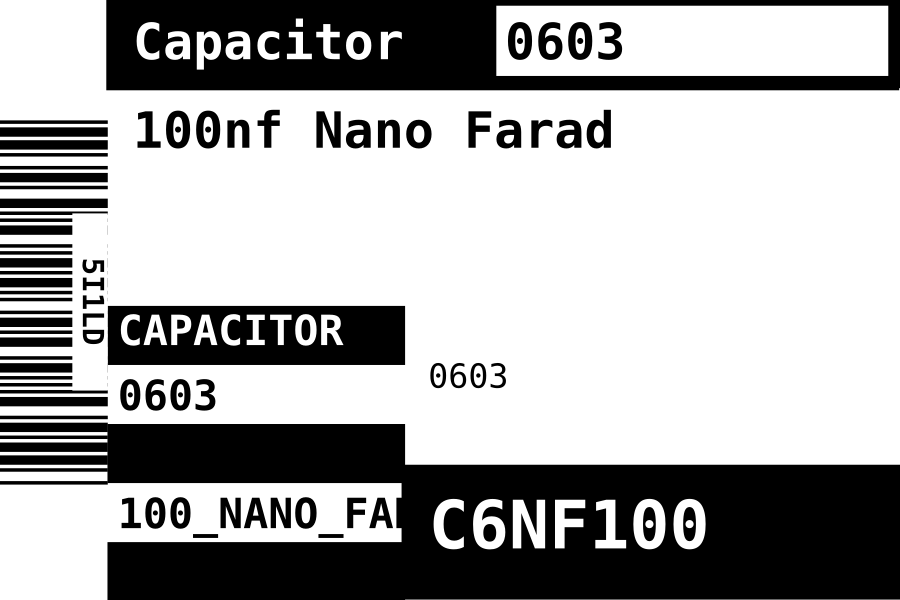 Capacitor 0603
100nf Nano Farad
5I1LD
CAPACITOR
0603
0603
100_NANO_FA
C6NF100